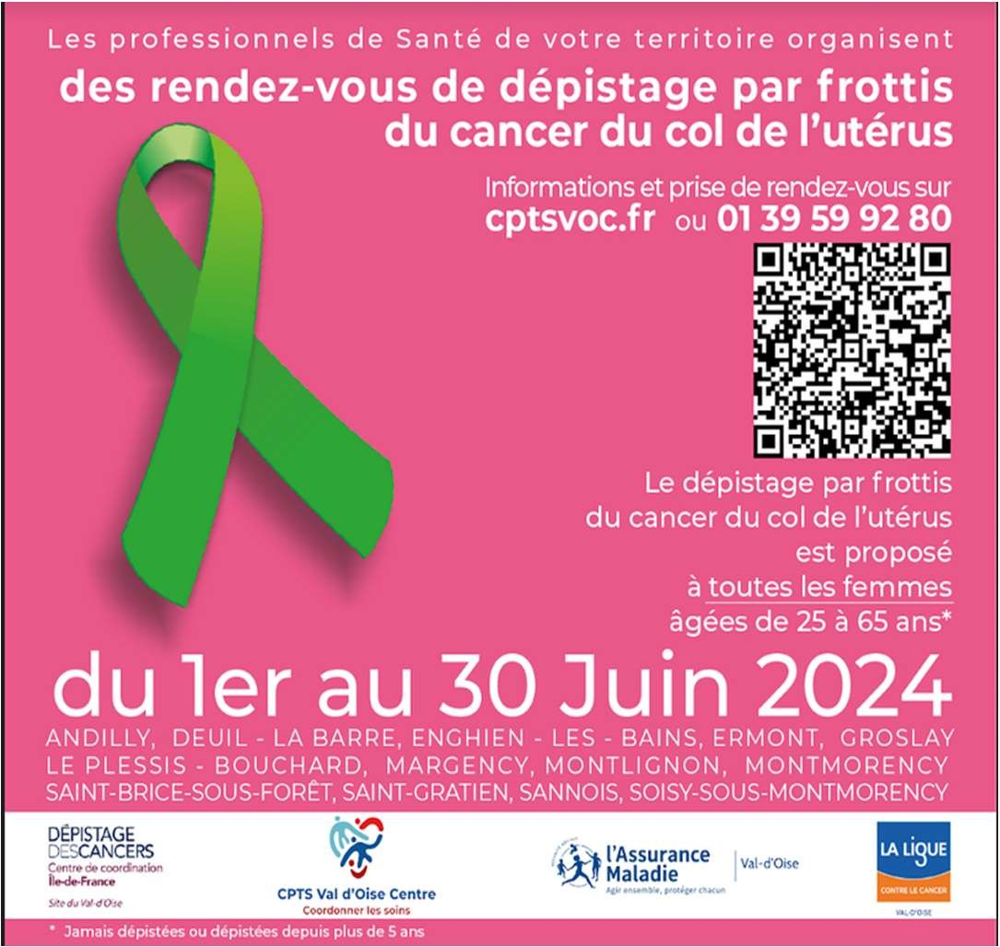 Les professionnels de Santé de votre territoire organisent
des rendez-vous de dépistage par frottis
du cancer du col de l'utérus
Informations et prise de rendez-vous sur
cptsvoc.fr ou 01 39 59 92 80
Le dépistage par frottis
du cancer du col de l'utérus
est proposé
à toutes les femmes
âgées de 25 à 65 ans*
du 1er au 30 Juin 2024
ANDILLY, DEUIL - LA BARRE, ENGHIEN - LES - BAINS, ERMONT, GROSLAY
LE PLESSIS - BOUCHARD, MARGENCY, MONTLIGNON, MONTMORENCY
SAINT-BRICE-SOUS-FORÊT, SAINT-GRATIEN, SANNOIS, SOISY-SOUS-MONTMORENCY
DÉPISTAGE
DESCANCERS
Centre de coordination
Île-de-France
Site du Val-d'Oise
CPTS Val d'Oise Centre
Coordonner les soins
l'Assurance
Maladie
Agir ensemble, protéger chacun
Val-d'Oise
LA LIGUE
CONTRE LE CANCER
VAL-D'OISE
* Jamais dépistées ou dépistées depuis plus de 5 ans